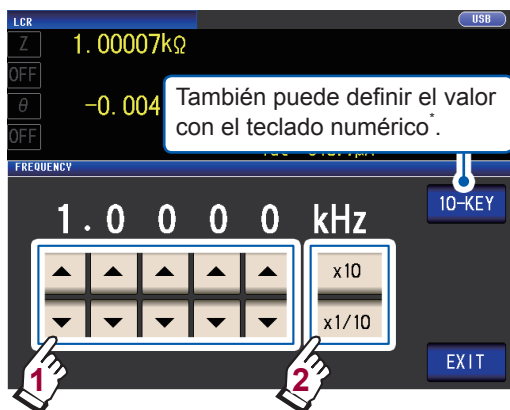 LCR
USB
Z 1.00007kΩ
OFF
θ -0.004
OFF
También puede definir el valor
con el teclado numérico*.
FREQUENCY
1.0 0 0 0 kHz
10-KEY
x10
x1/10
1
2
EXIT